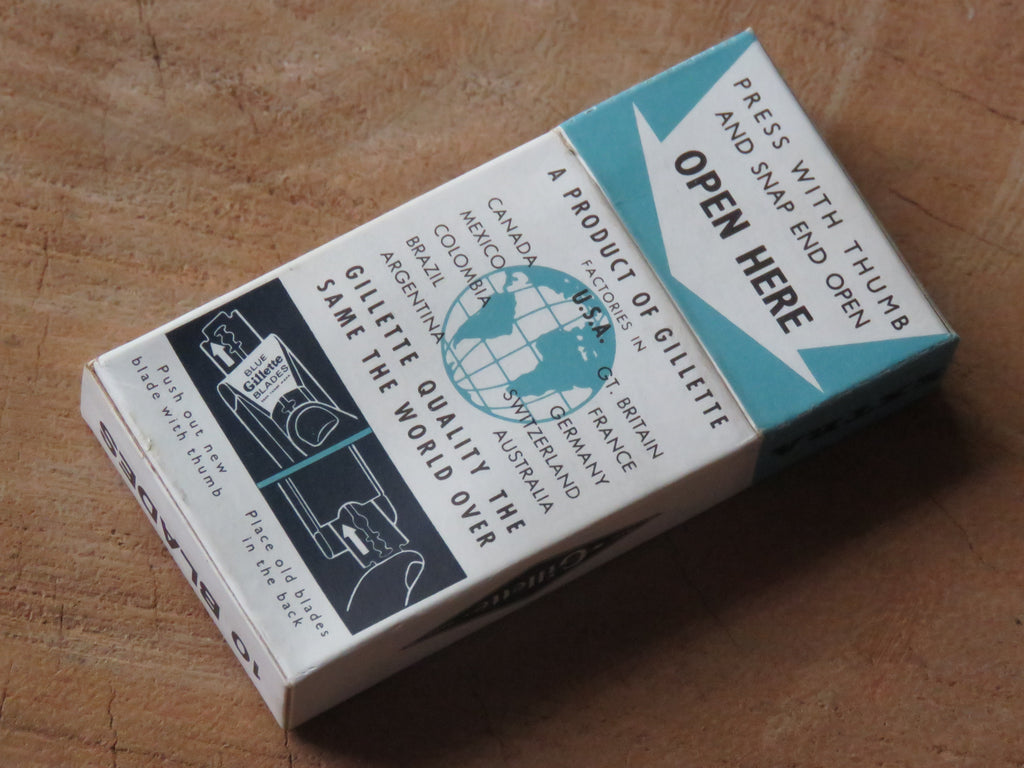 PRESS WITH THUMB
AND SNAP END OPEN
OPEN HERE
A PRODUCT OF GILLETTE
FACTORIES IN
U.S.A.
CANADA
MEXICO
COLOMBIA
BRAZIL
ARGENTINA
GT. BRITAIN
FRANCE
GERMANY
SWITZERLAND
AUSTRALIA
GILLETTE QUALITY THE
SAME THE WORLD OVER
BLUE
Gillette
BLADES
Push out new
blade with thumb
Place old blades
in the back
10 BLADES
Gillette